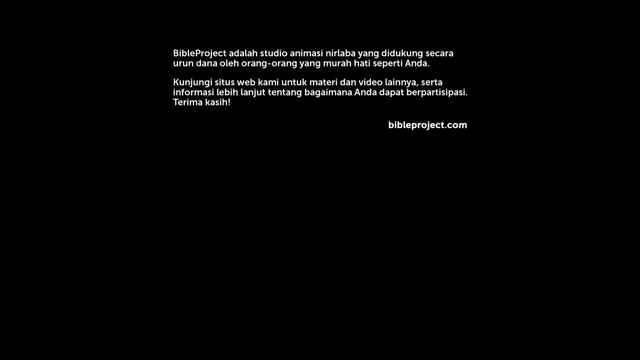 BibleProject adalah studio animasi nirlaba yang didukung secara
urun dana oleh orang-orang yang murah hati seperti Anda.
Kunjungi situs web kami untuk materi dan video lainnya, serta
informasi lebih lanjut tentang bagaimana Anda dapat berpartisipasi.
Terima kasih!
bibleproject.com